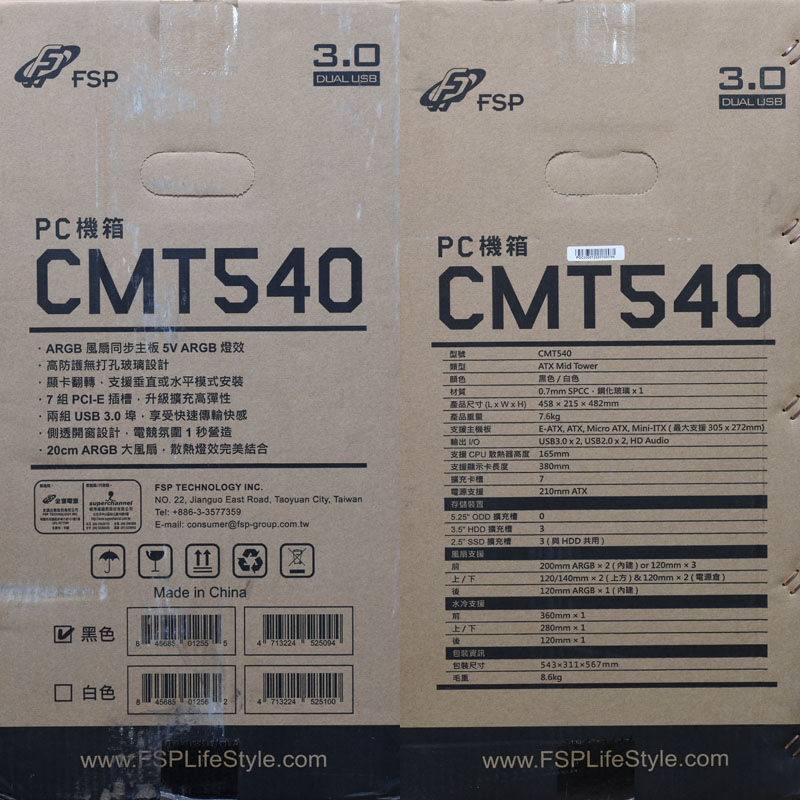 FSP
3.0
DUAL USB
PC機箱
CMT540
· ARGB 風扇同步主板 5V ARGB 燈效
· 高防護無打孔玻璃設計
· 顯卡翻轉，支援垂直或水平模式安裝
· 7 組 PCI-E 插槽，升級擴充高彈性
· 兩組 USB 3.0 埠，享受快速傳輸快感
· 側透開窗設計，電競氛圍 1 秒營造
· 20cm ARGB 大風扇，散熱燈效完美結合
全漢電源
superchannel
FSP TECHNOLOGY INC.
NO. 22, Jianguo East Road, Taoyuan City, Taiwan
Tel: +886-3-3577359
E-mail: consumer@fsp-group.com.tw
Made in China
黑色
8 45685 01255 5
4 713224 525094
白色
8 45685 01256 2
4 713224 525100
www.FSPLifeStyle.com
FSP
3.0
DUAL USB
PC機箱
CMT540
型號 CMT540
類型 ATX Mid Tower
顏色 黑色 / 白色
材質 0.7mm SPCC，鋼化玻璃 x 1
產品尺寸 (L x W x H) 458 × 215 × 482mm
產品重量 7.6kg
支援主機板 E-ATX, ATX, Micro ATX, Mini-ITX ( 最大支援 305 x 272mm)
輸出 I/O USB3.0 x 2, USB2.0 x 2, HD Audio
支援 CPU 散熱器高度 165mm
支援顯示卡長度 380mm
擴充卡槽 7
電源支援 210mm ATX
存儲裝置
5.25" ODD 擴充槽 0
3.5" HDD 擴充槽 3
2.5" SSD 擴充槽 3 ( 與 HDD 共用 )
風扇支援
前 200mm ARGB × 2 ( 內建 ) or 120mm × 3
上 / 下 120/140mm × 2 ( 上方 ) & 120mm × 2 ( 電源倉 )
後 120mm ARGB × 1 ( 內建 )
水冷支援
前 360mm × 1
上 / 下 280mm × 1
後 120mm × 1
包裝資訊
包裝尺寸 543×311×567mm
毛重 8.6kg
www.FSPLifeStyle.com